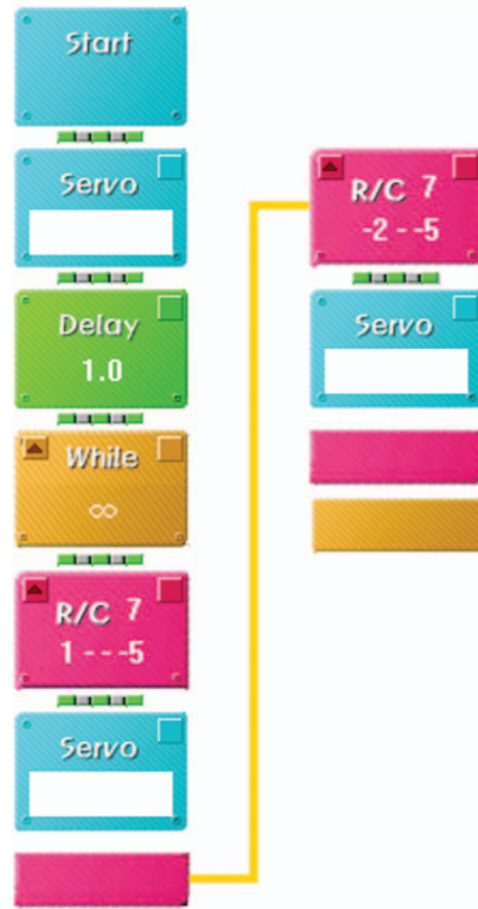 Start
Servo
Delay
1.0
While
∞
R/C 7
1 - - -5
Servo
R/C 7
-2 - -5
Servo